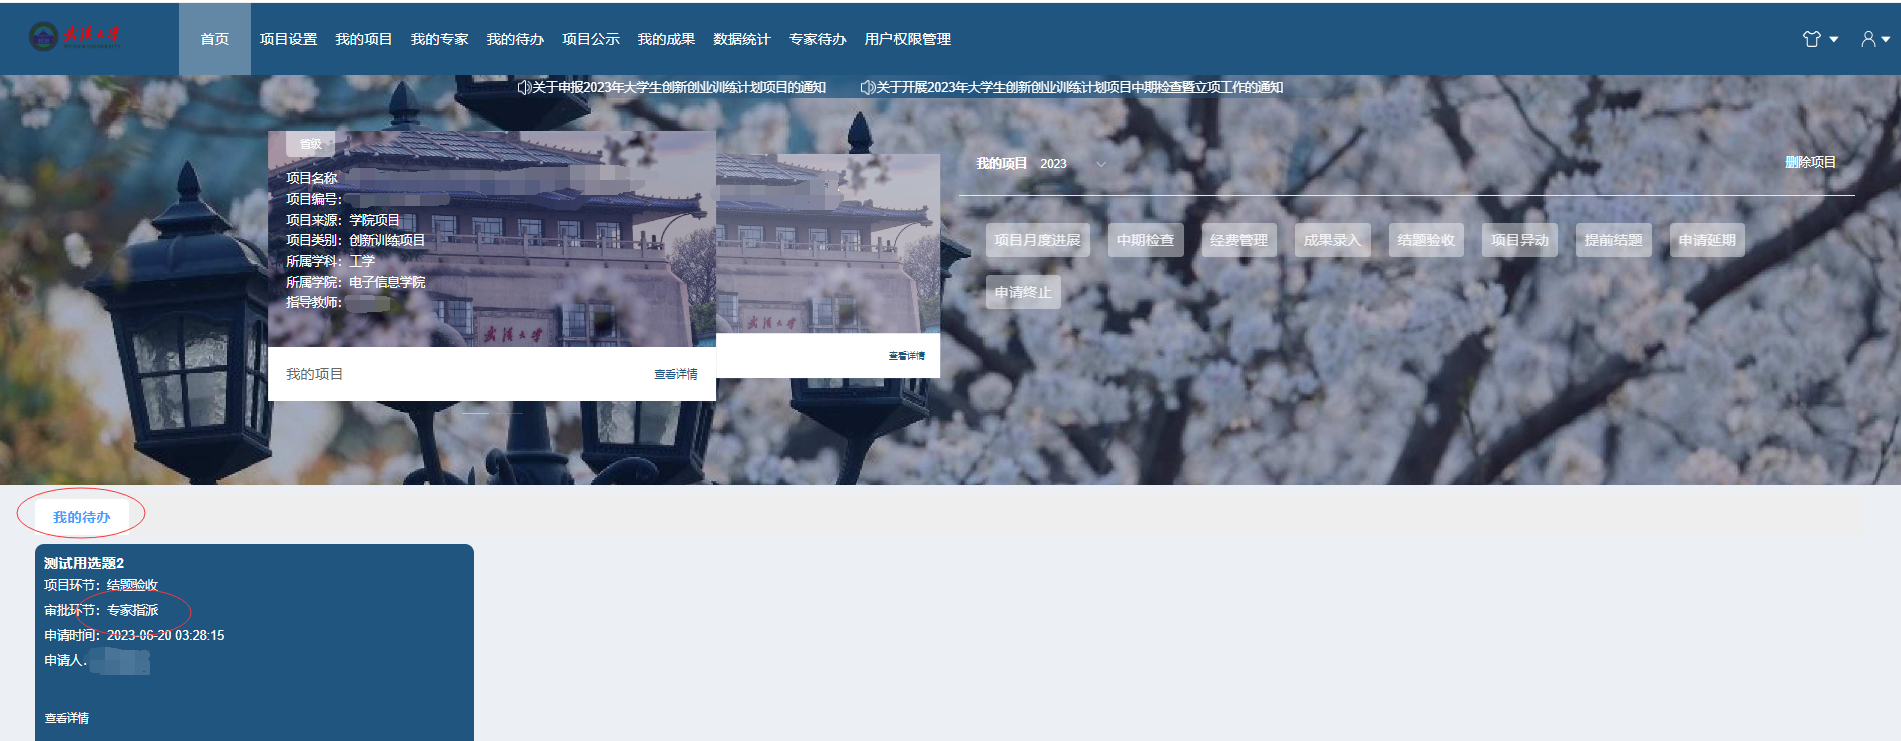 武汉大学
首页 项目设置 我的项目 我的专家 我的待办 项目公示 我的成果 数据统计 专家待办 用户权限管理
关于申报2023年大学生创新创业训练计划项目的通知 关于开展2023年大学生创新创业训练计划项目中期检查暨立项工作的通知
省级
项目名称
项目编号：
项目来源：学院项目
项目类别：创新训练项目
所属学科：工学
所属学院：电子信息学院
指导教师：
武汉大学
我的项目 查看详情
武汉大学
查看详情
我的项目 2023 删除项目
项目月度进展 中期检查 经费管理 成果录入 结题验收 项目异动 提前结题 申请延期
申请终止
我的待办
测试用选题2
项目环节：结题验收
审批环节：专家指派
申请时间：2023-06-20 03:28:15
申请人：
查看详情